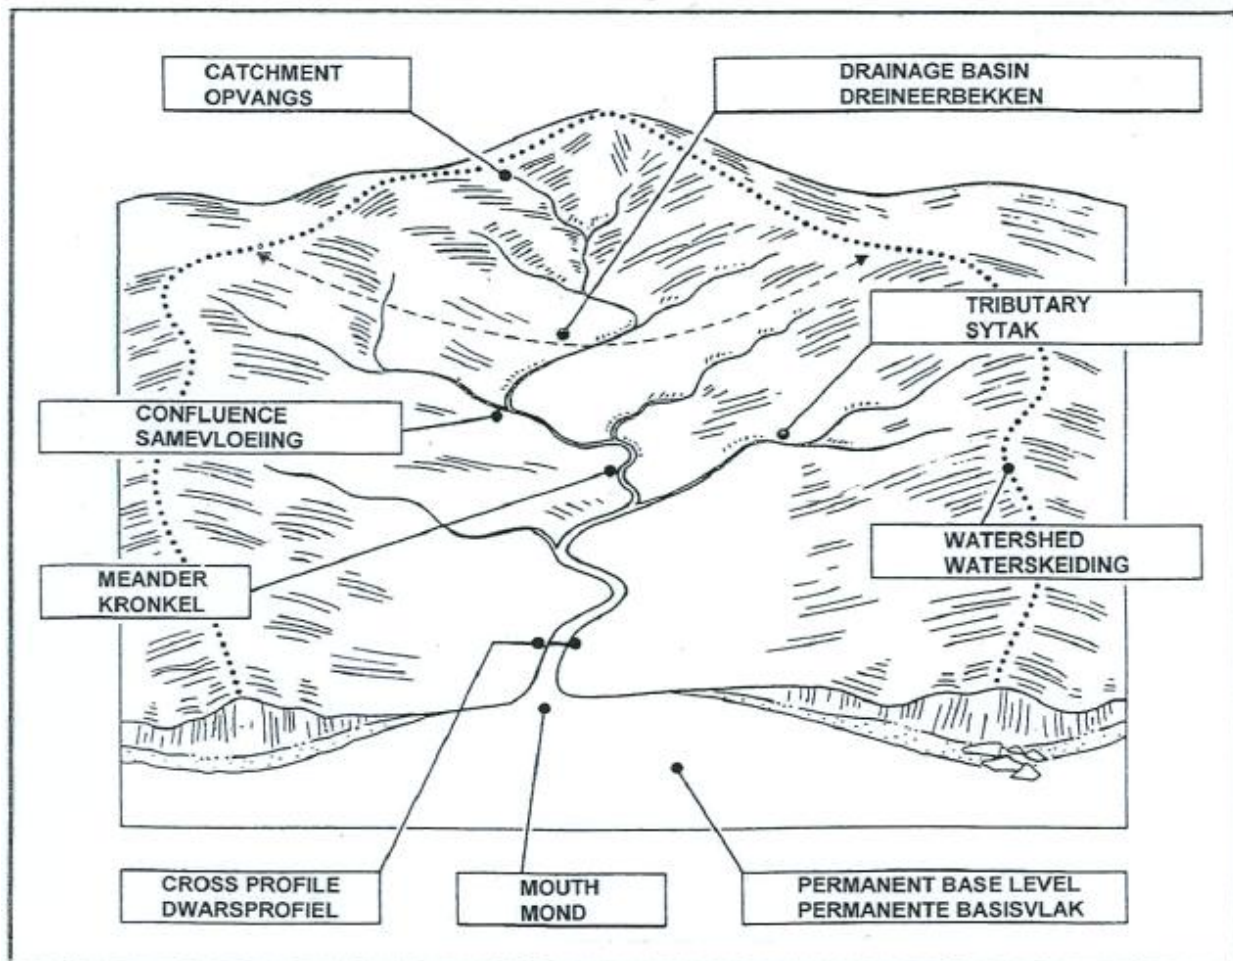 CATCHMENT
OPVANGS
DRAINAGE BASIN
DREINEERBEKKEN
TRIBUTARY
SYTAK
CONFLUENCE
SAMEVLOEIING
WATERSHED
WATERSKEIDING
MEANDER
KRONKEL
CROSS PROFILE
DWARSPROFIEL
MOUTH
MOND
PERMANENT BASE LEVEL
PERMANENTE BASISVLAK